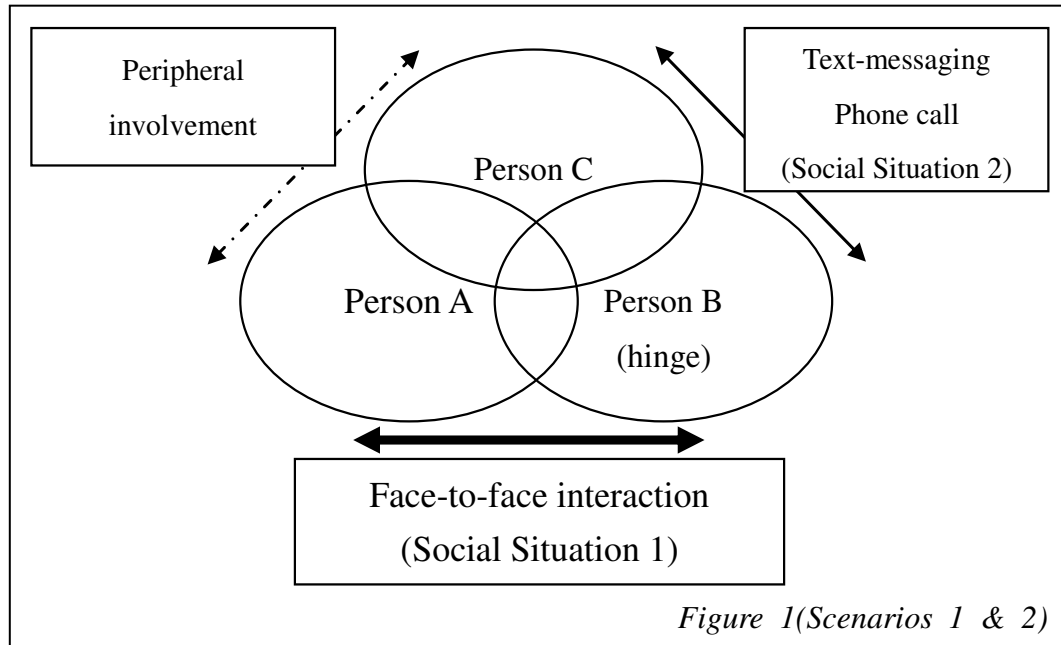 Peripheral
involvement
Text-messaging
Phone call
(Social Situation 2)
Person C
Person A
Person B
(hinge)
Face-to-face interaction
(Social Situation 1)
Figure 1(Scenarios 1 & 2)